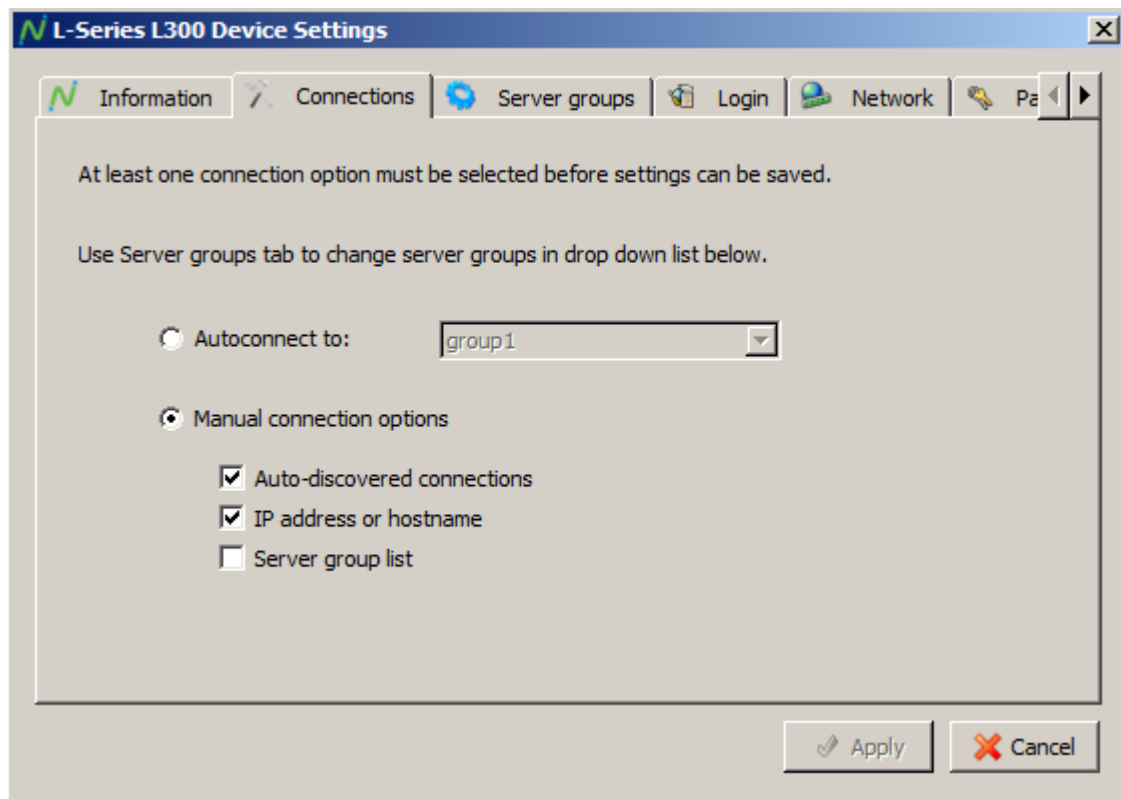 L-Series L300 Device Settings
Information Connections Server groups Login Network Pa
At least one connection option must be selected before settings can be saved.
Use Server groups tab to change server groups in drop down list below.
Autoconnect to: group1
Manual connection options
Auto-discovered connections
IP address or hostname
Server group list
Apply Cancel